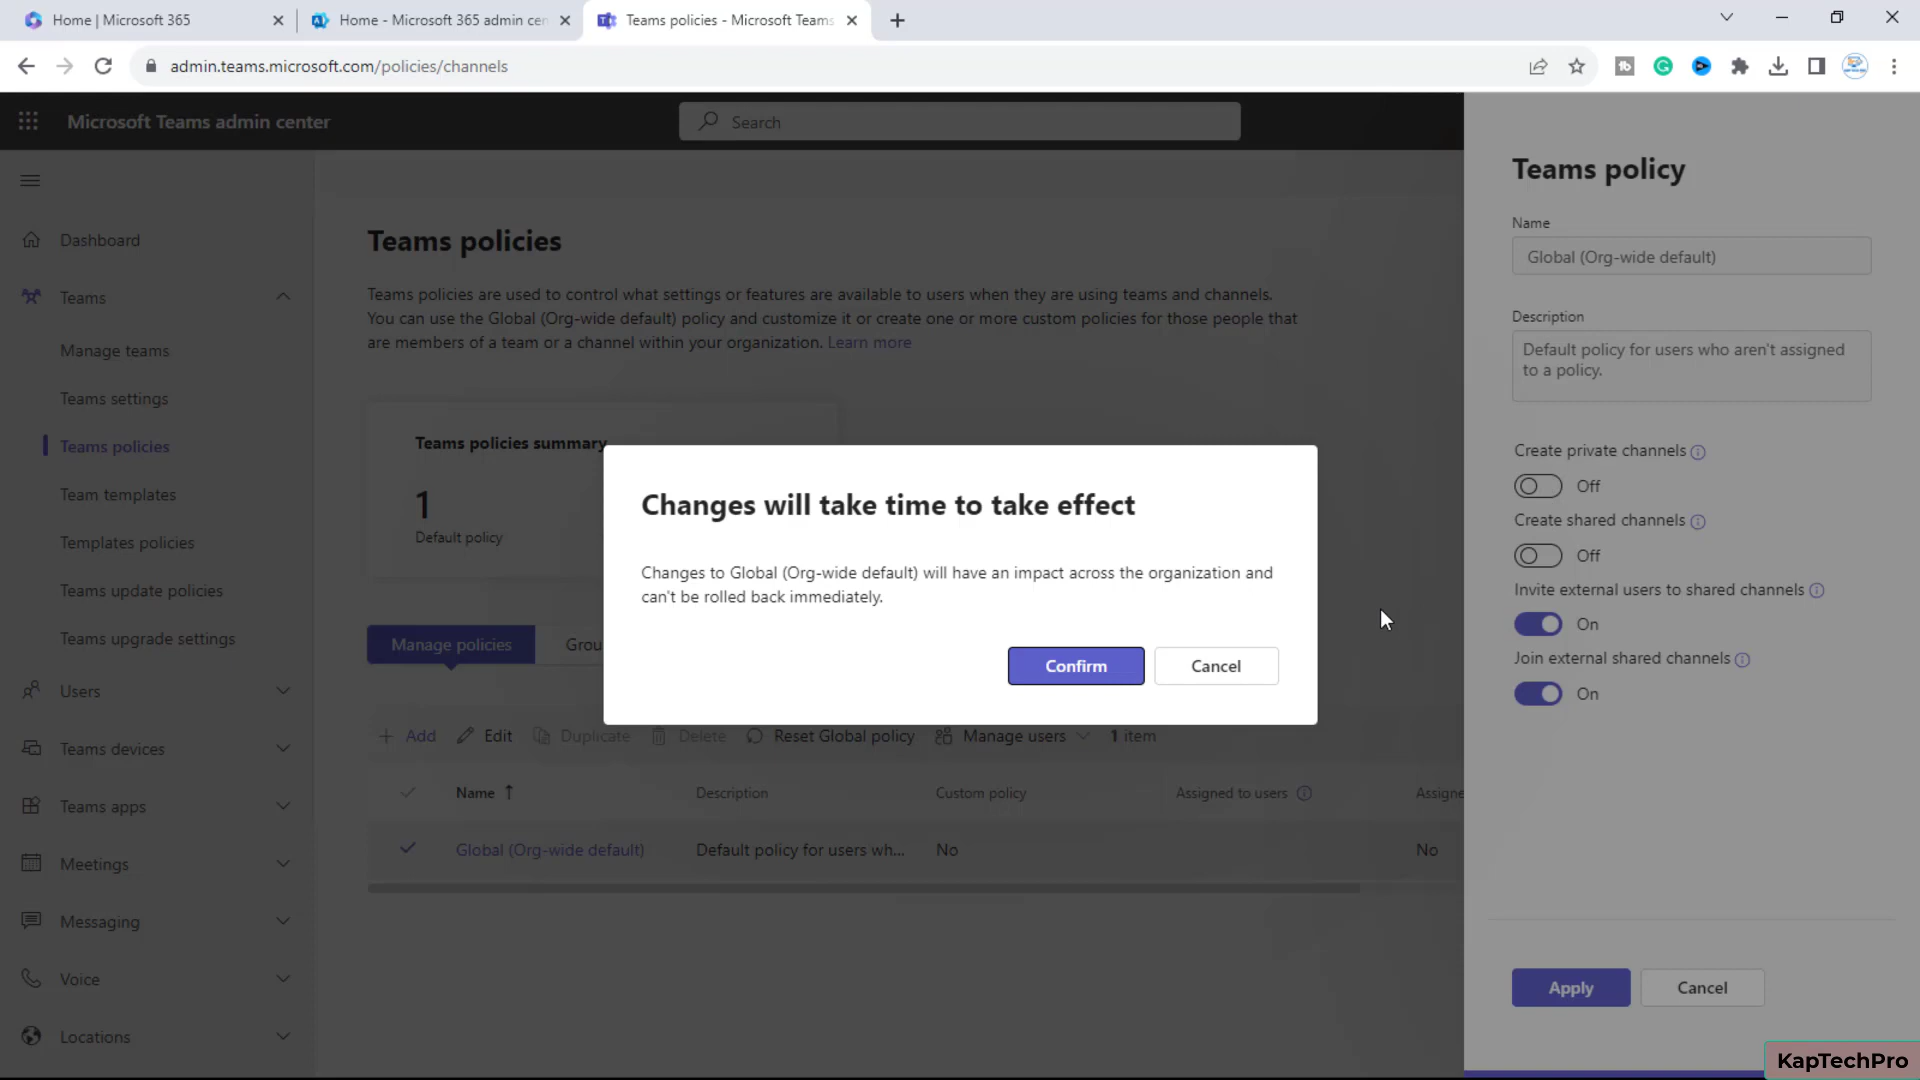 Home | Microsoft 365
Home - Microsoft 365 admin cen
Teams policies - Microsoft Teams
admin.teams.microsoft.com/policies/channels
Microsoft Teams admin center
Search
Dashboard
Teams
Manage teams
Teams settings
Teams policies
Team templates
Templates policies
Teams update policies
Teams upgrade settings
Users
Teams devices
Teams apps
Meetings
Messaging
Voice
Locations
Teams policies
Teams policies are used to control what settings or features are available to users when they are using teams and channels.
You can use the Global (Org-wide default) policy and customize it or create one or more custom policies for those people that
are members of a team or a channel within your organization. Learn more
Teams policies summary
1
Default policy
Manage policies
Grou
Add
Edit
Duplicate
Delete
Reset Global policy
Manage users
1 item
Name ↑
Description
Custom policy
Assigned to users
Assigne
Global (Org-wide default)
Default policy for users wh...
No
No
Changes will take time to take effect
Changes to Global (Org-wide default) will have an impact across the organization and
can't be rolled back immediately.
Confirm
Cancel
Teams policy
Name
Global (Org-wide default)
Description
Default policy for users who aren't assigned
to a policy.
Create private channels
Off
Create shared channels
Off
Invite external users to shared channels
On
Join external shared channels
On
Apply
Cancel
KapTechPro